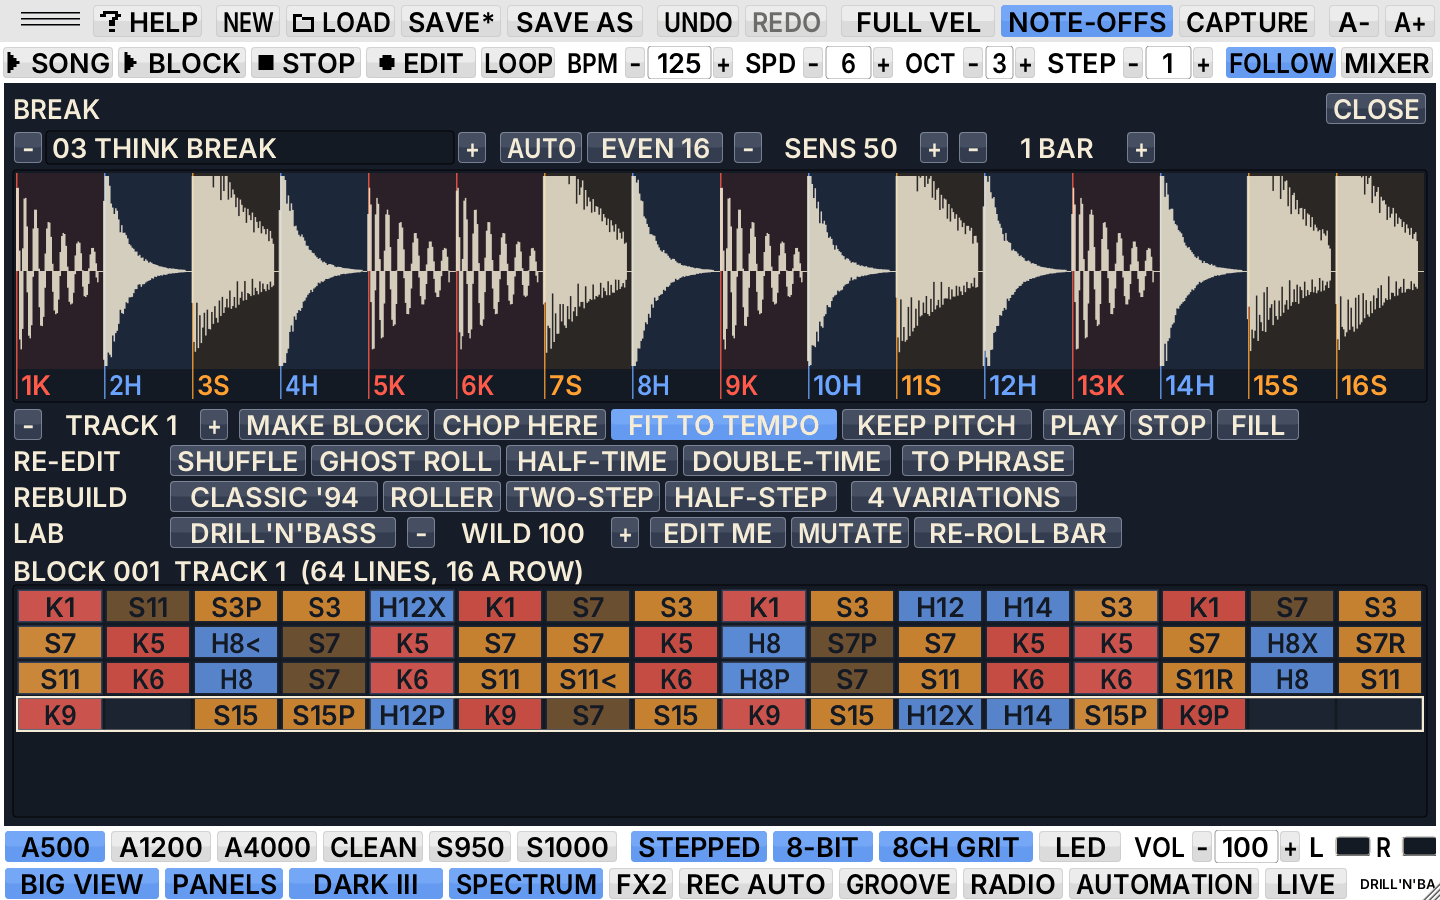 HELP NEW LOAD SAVE* SAVE AS UNDO REDO FULL VEL NOTE-OFFS CAPTURE A- A+
SONG BLOCK STOP EDIT LOOP BPM - 125 + SPD - 6 + OCT - 3 + STEP - 1 + FOLLOW MIXER
BREAK CLOSE
- 03 THINK BREAK + AUTO EVEN 16 - SENS 50 + - 1 BAR +
1K 2H 3S 4H 5K 6K 7S 8H 9K 10H 11S 12H 13K 14H 15S 16S
- TRACK 1 + MAKE BLOCK CHOP HERE FIT TO TEMPO KEEP PITCH PLAY STOP FILL
RE-EDIT SHUFFLE GHOST ROLL HALF-TIME DOUBLE-TIME TO PHRASE
REBUILD CLASSIC '94 ROLLER TWO-STEP HALF-STEP 4 VARIATIONS
LAB DRILL'N'BASS - WILD 100 + EDIT ME MUTATE RE-ROLL BAR
BLOCK 001 TRACK 1 (64 LINES, 16 A ROW)
K1 S11 S3P S3 H12X K1 S7 S3 K1 S3 H12 H14 S3 K1 S7 S3
S7 K5 H8< S7 K5 S7 S7 K5 H8 S7P S7 K5 K5 S7 H8X S7R
S11 K6 H8 S7 K6 S11 S11< K6 H8P S7 S11 K6 K6 S11R H8 S11
K9 S15 S15P H12P K9 S7 S15 K9 S15 H12X H14 S15P K9P
A500 A1200 A4000 CLEAN S950 S1000 STEPPED 8-BIT 8CH GRIT LED VOL - 100 + L R
BIG VIEW PANELS DARK III SPECTRUM FX2 REC AUTO GROOVE RADIO AUTOMATION LIVE DRILL'N'BA